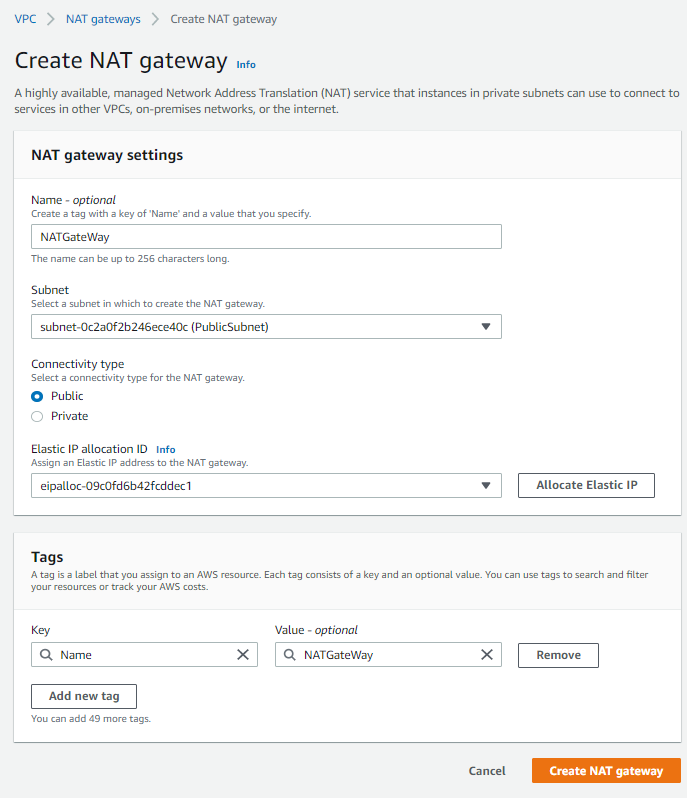 VPC > NAT gateways > Create NAT gateway
Create NAT gateway Info
A highly available, managed Network Address Translation (NAT) service that instances in private subnets can use to connect to
services in other VPCs, on-premises networks, or the internet.
NAT gateway settings
Name - optional
Create a tag with a key of 'Name' and a value that you specify.
NATGateWay
The name can be up to 256 characters long.
Subnet
Select a subnet in which to create the NAT gateway.
subnet-0c2a0f2b246ece40c (PublicSubnet)
Connectivity type
Select a connectivity type for the NAT gateway.
Public
Private
Elastic IP allocation ID Info
Assign an Elastic IP address to the NAT gateway.
eipalloc-09c0fd6b42fcddec1 Allocate Elastic IP
Tags
A tag is a label that you assign to an AWS resource. Each tag consists of a key and an optional value. You can use tags to search and filter
your resources or track your AWS costs.
Key Value - optional
Name NATGateWay Remove
Add new tag
You can add 49 more tags.
Cancel Create NAT gateway